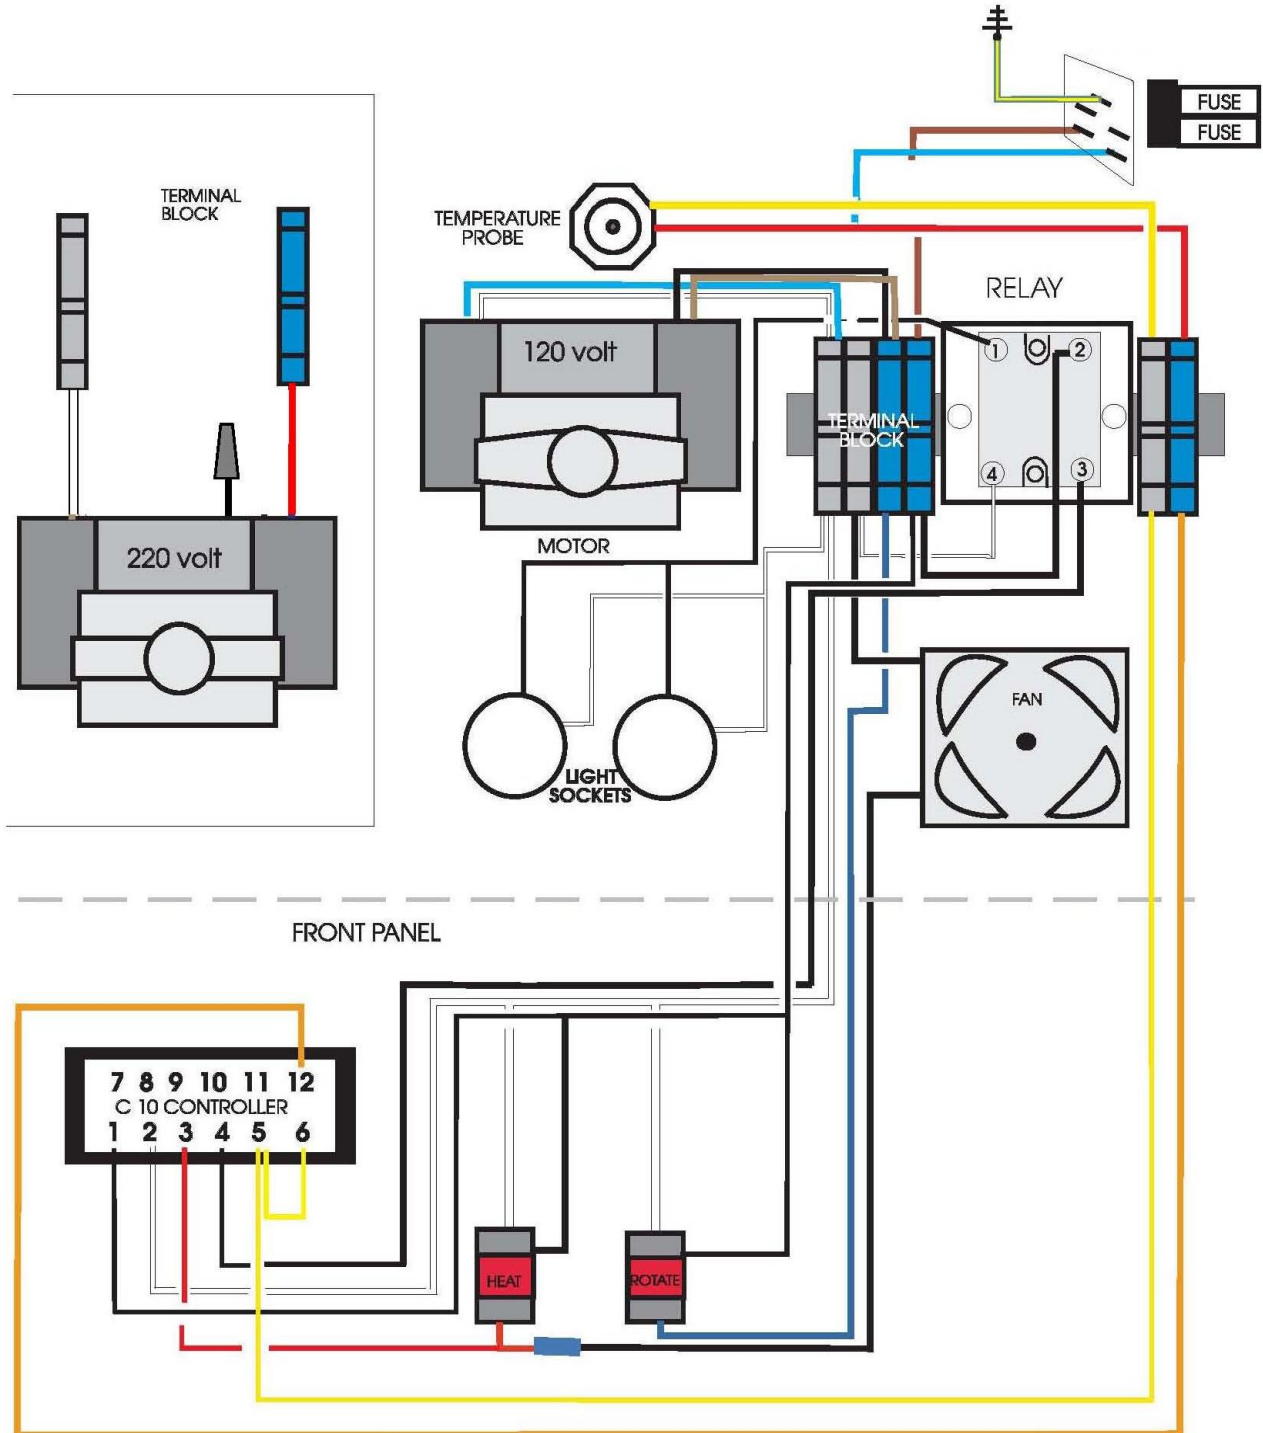 FUSE
FUSE
TERMINAL
BLOCK
TEMPERATURE
PROBE
RELAY
120 volt
1
2
TERMINAL
BLOCK
4
3
MOTOR
220 volt
FAN
LIGHT
SOCKETS
FRONT PANEL
7 8 9 10 11 12
C 10 CONTROLLER
1 2 3 4 5 6
HEAT
ROTATE